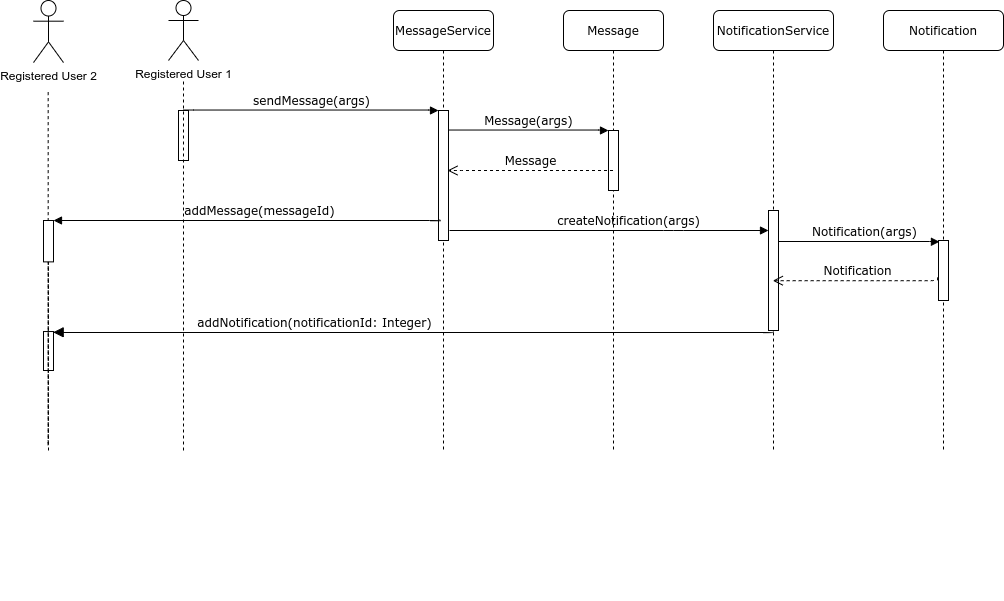 Registered User 2
Registered User 1
MessageService
Message
NotificationService
Notification
sendMessage(args)
Message(args)
Message
addMessage(messageId)
createNotification(args)
Notification(args)
Notification
addNotification(notificationId: Integer)